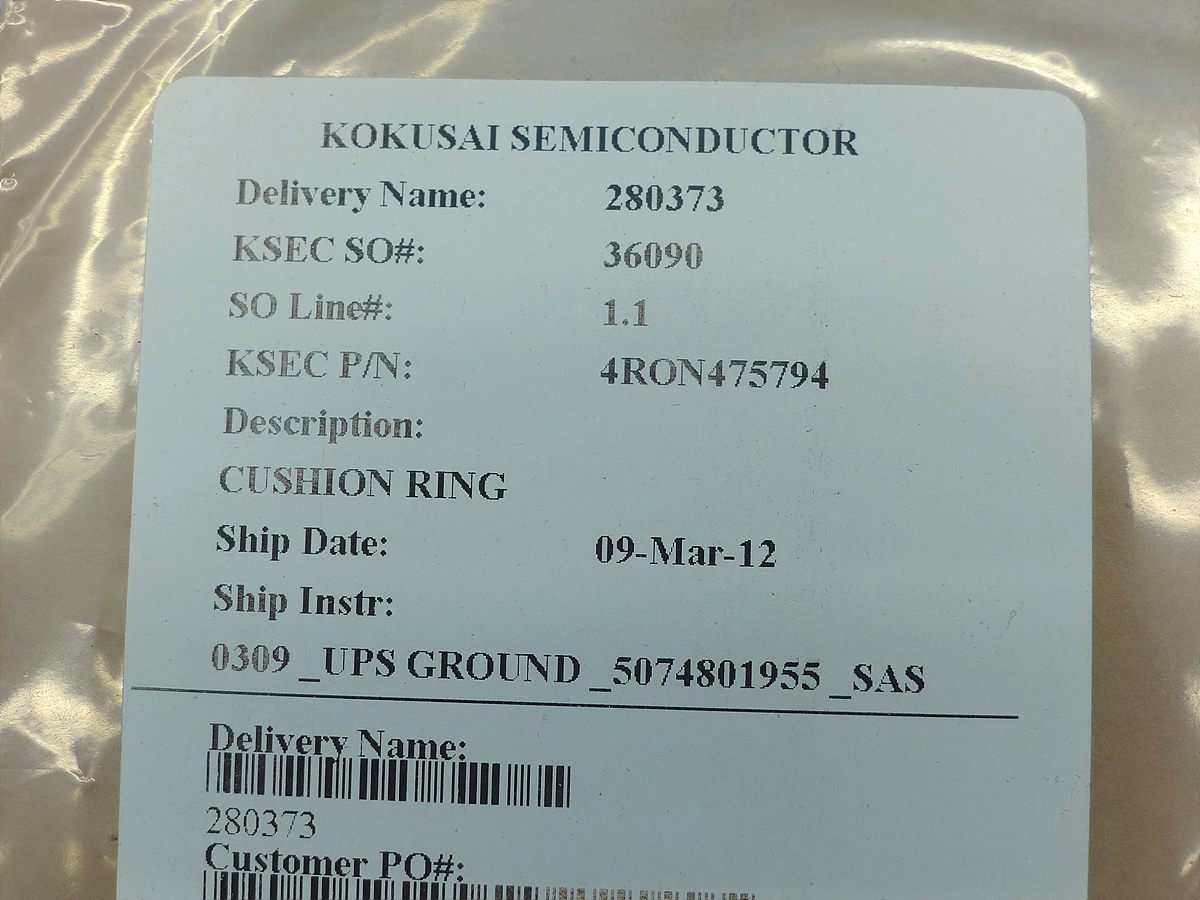 KOKUSAI SEMICONDUCTOR
Delivery Name: 280373
KSEC SO#: 36090
SO Line#: 1.1
KSEC P/N: 4RON475794
Description:
CUSHION RING
Ship Date: 09-Mar-12
Ship Instr:
0309 _UPS GROUND _5074801955 _SAS
Delivery Name:
280373
Customer PO#: